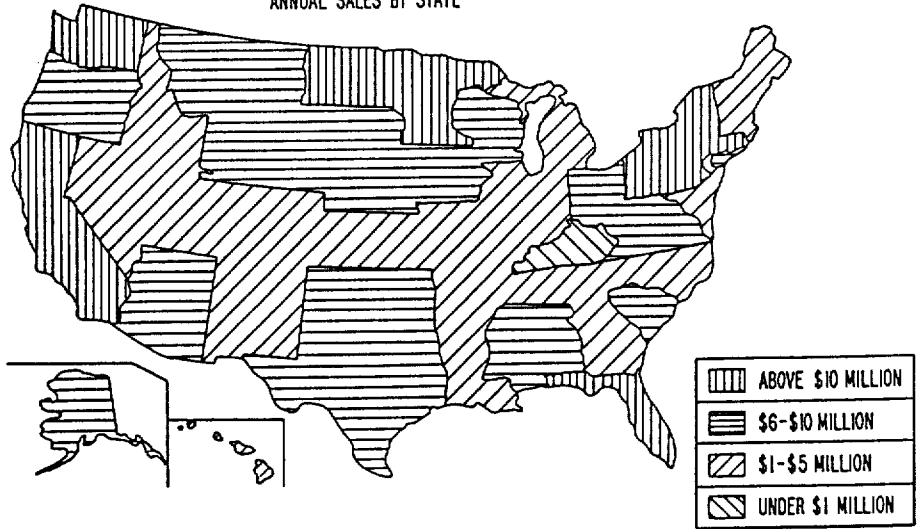 ANNUAL SALES BY STATE
ABOVE $10 MILLION
$6-$10 MILLION
$1-$5 MILLION
UNDER $1 MILLION